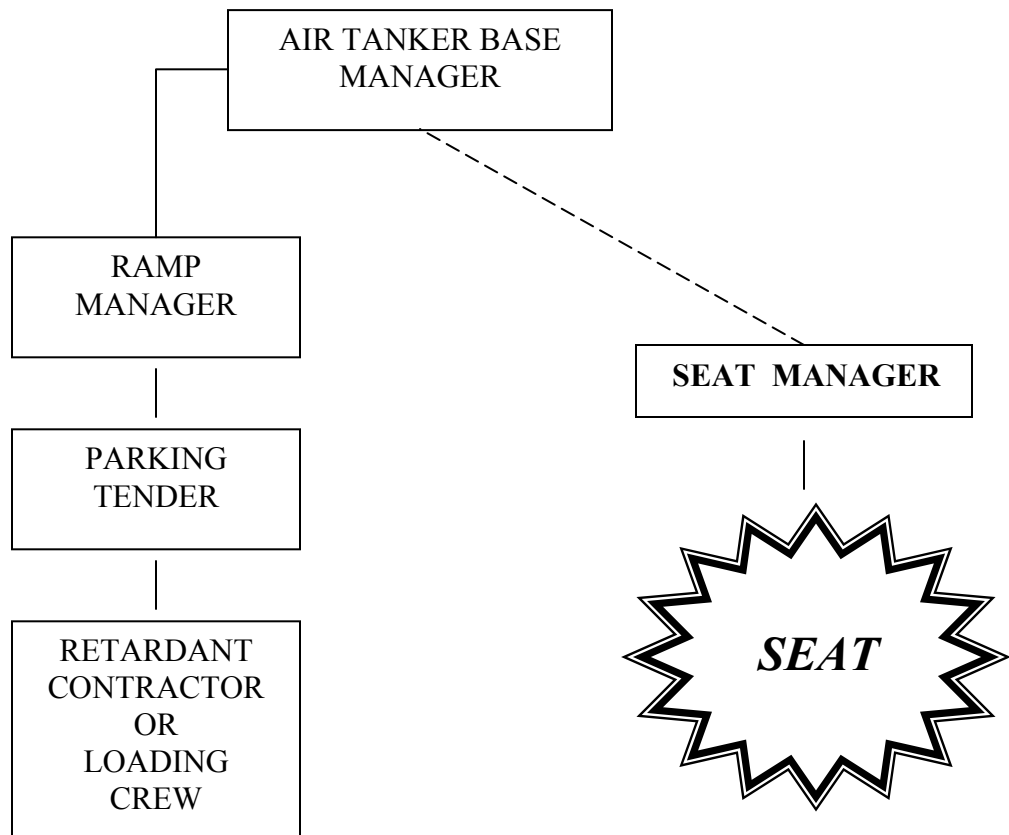 AIR TANKER BASE
MANAGER
RAMP
MANAGER
SEAT MANAGER
PARKING
TENDER
SEAT
RETARDANT
CONTRACTOR
OR
LOADING
CREW